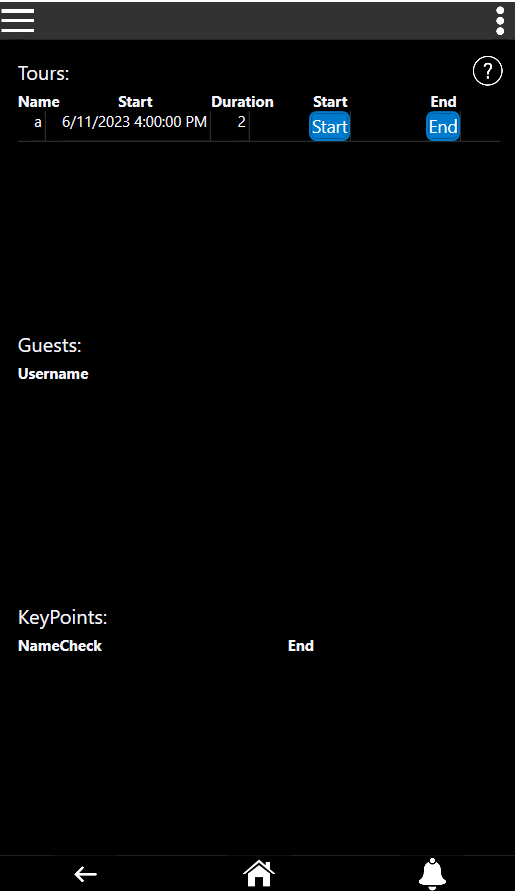 Tours:
?
Name Start Duration Start End
a 6/11/2023 4:00:00 PM 2 Start End
Guests:
Username
KeyPoints:
NameCheck End